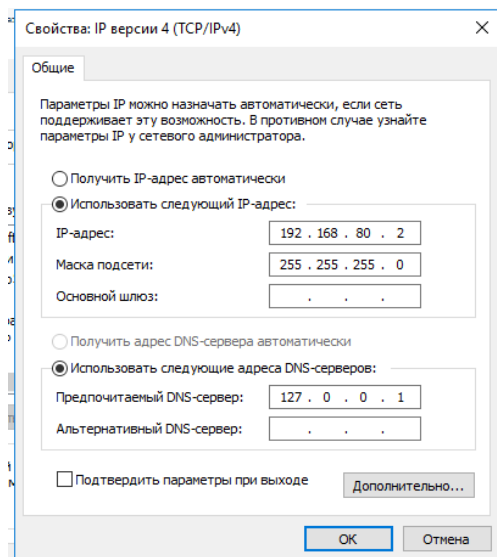 Свойства: IP версии 4 (TCP/IPv4)
Общие
Параметры IP можно назначать автоматически, если сеть
поддерживает эту возможность. В противном случае узнайте
параметры IP у сетевого администратора.
Получить IP-адрес автоматически
Использовать следующий IP-адрес:
IP-адрес: 192 . 168 . 80 . 2
Маска подсети: 255 . 255 . 255 . 0
Основной шлюз: . . .
Получить адрес DNS-сервера автоматически
Использовать следующие адреса DNS-серверов:
Предпочитаемый DNS-сервер: 127 . 0 . 0 . 1
Альтернативный DNS-сервер: . . .
Подтвердить параметры при выходе
Дополнительно...
ОК Отмена